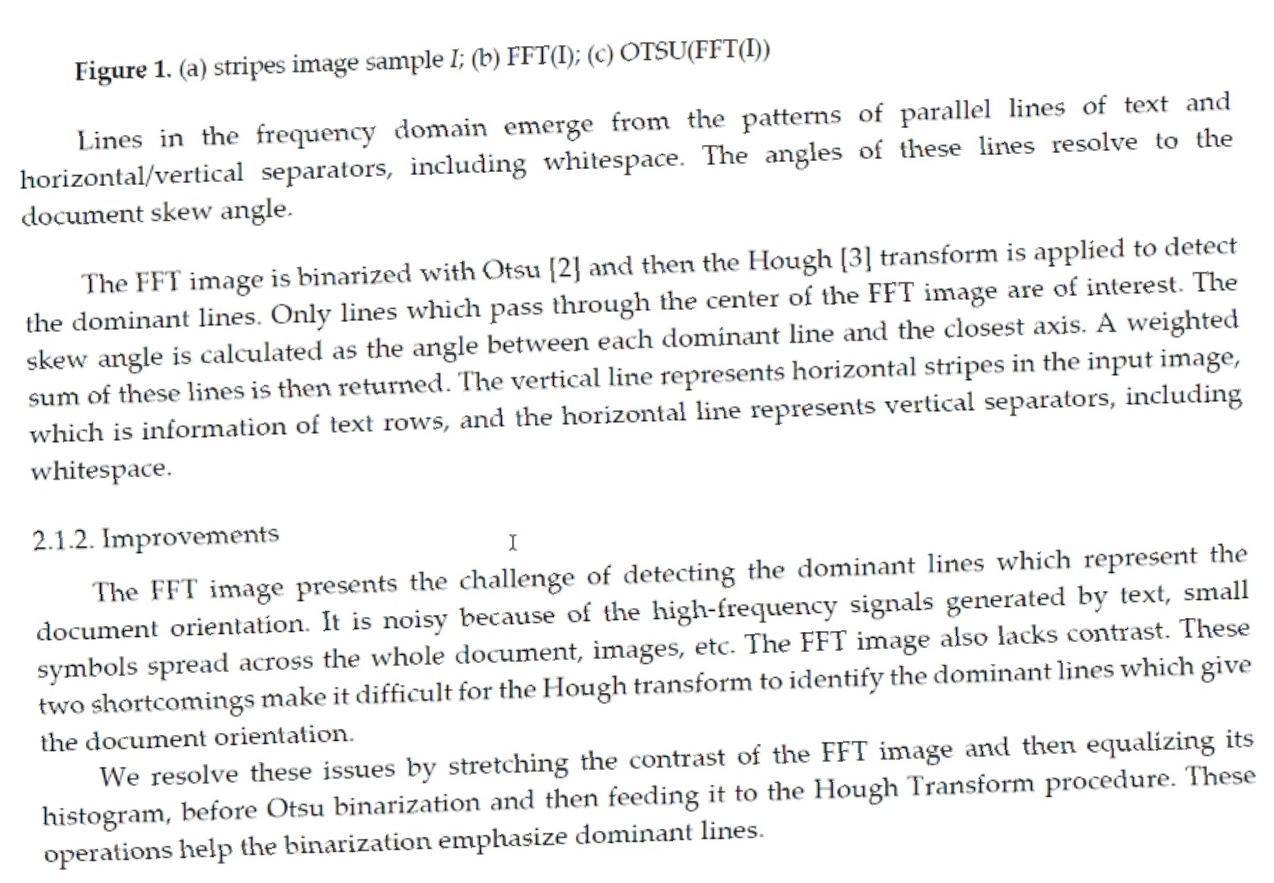 Figure 1. (a) stripes image sample I; (b) FFT(I); (c) OTSU(FFT(I))
Lines in the frequency domain emerge from the patterns of parallel lines of text and
horizontal/vertical separators, including whitespace. The angles of these lines resolve to the
document skew angle.
The FFT image is binarized with Otsu [2] and then the Hough [3] transform is applied to detect
the dominant lines. Only lines which pass through the center of the FFT image are of interest. The
skew angle is calculated as the angle between each dominant line and the closest axis. A weighted
sum of these lines is then returned. The vertical line represents horizontal stripes in the input image,
which is information of text rows, and the horizontal line represents vertical separators, including
whitespace.
2.1.2. Improvements
The FFT image presents the challenge of detecting the dominant lines which represent the
document orientation. It is noisy because of the high-frequency signals generated by text, small
symbols spread across the whole document, images, etc. The FFT image also lacks contrast. These
two shortcomings make it difficult for the Hough transform to identify the dominant lines which give
the document orientation.
We resolve these issues by stretching the contrast of the FFT image and then equalizing its
histogram, before Otsu binarization and then feeding it to the Hough Transform procedure. These
operations help the binarization emphasize dominant lines.